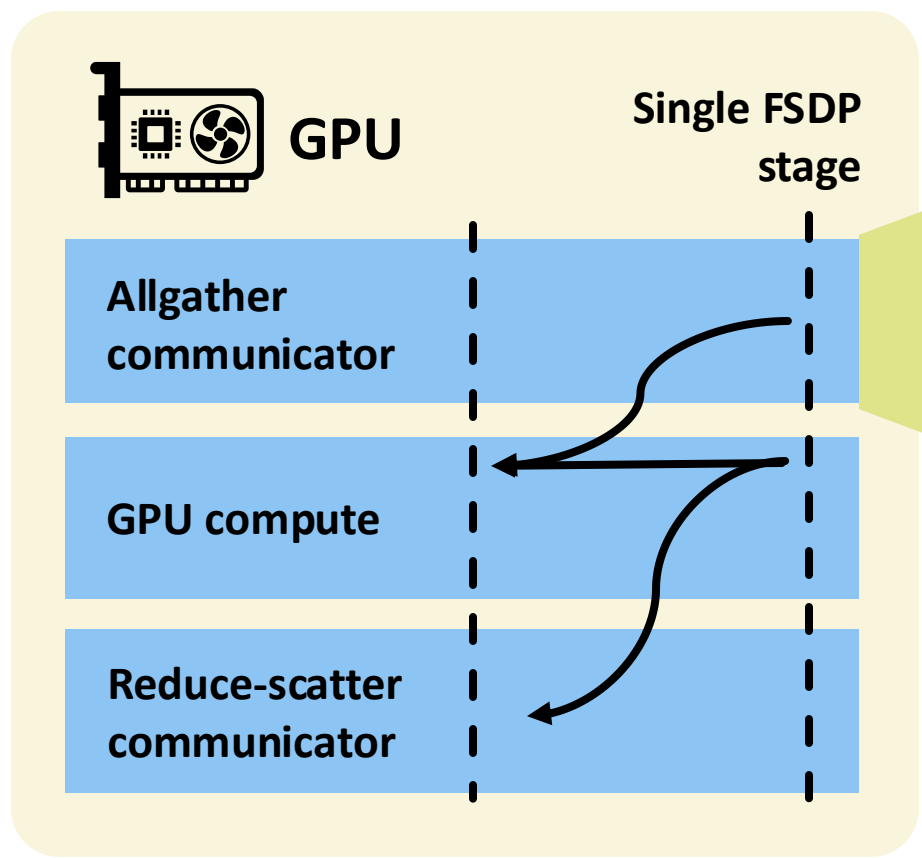 GPU
Single FSDP
stage
Allgather
communicator
GPU compute
Reduce-scatter
communicator